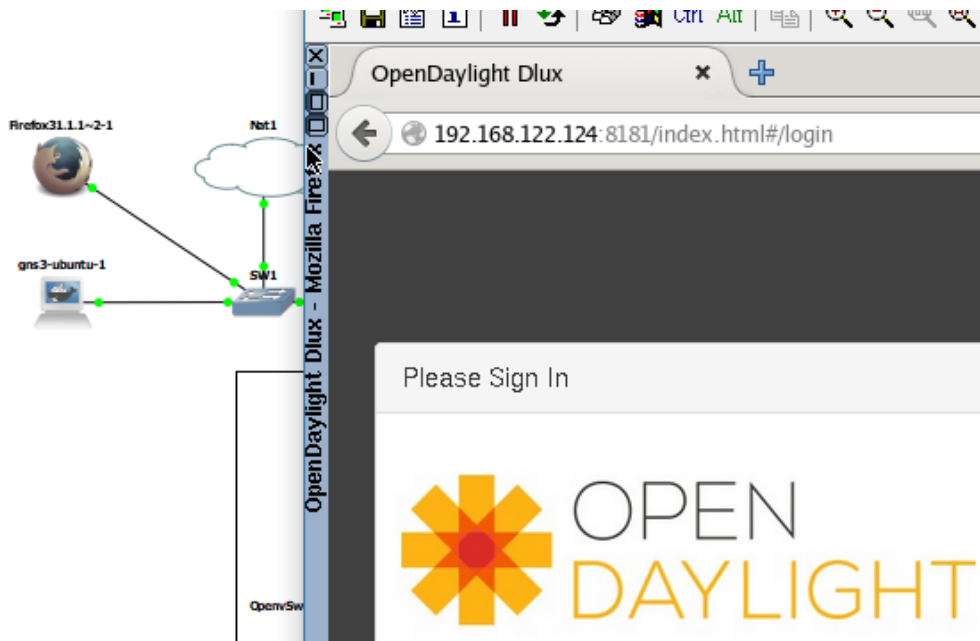 Ctrl Alt
OpenDaylight Dlux
Firefox31.1.1~2-1
Nat1
192.168.122.124:8181/index.html#/login
gns3-ubuntu-1
SW1
OpenDaylight Dlux - Mozilla Firefox
Please Sign In
OPEN
DAYLIGHT
OpenvSw